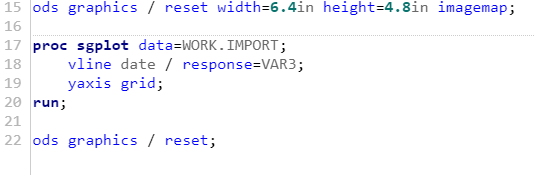 15 ods graphics / reset width=6.4in height=4.8in imagemap;
16
17 proc sgplot data=WORK.IMPORT;
18 vline date / response=VAR3;
19 yaxis grid;
20 run;
21
22 ods graphics / reset;